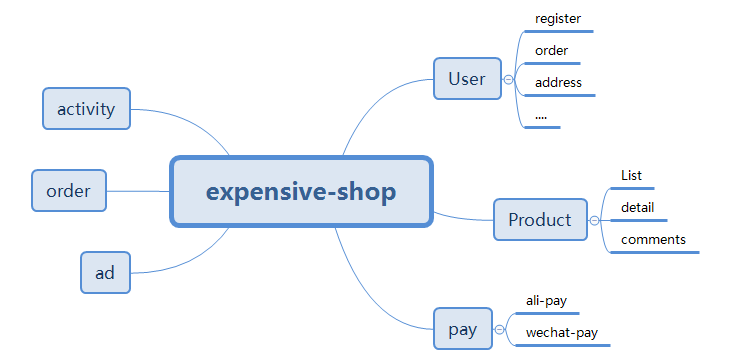 expensive-shop
User
register
order
address
....
Product
List
detail
comments
pay
ali-pay
wechat-pay
activity
order
ad